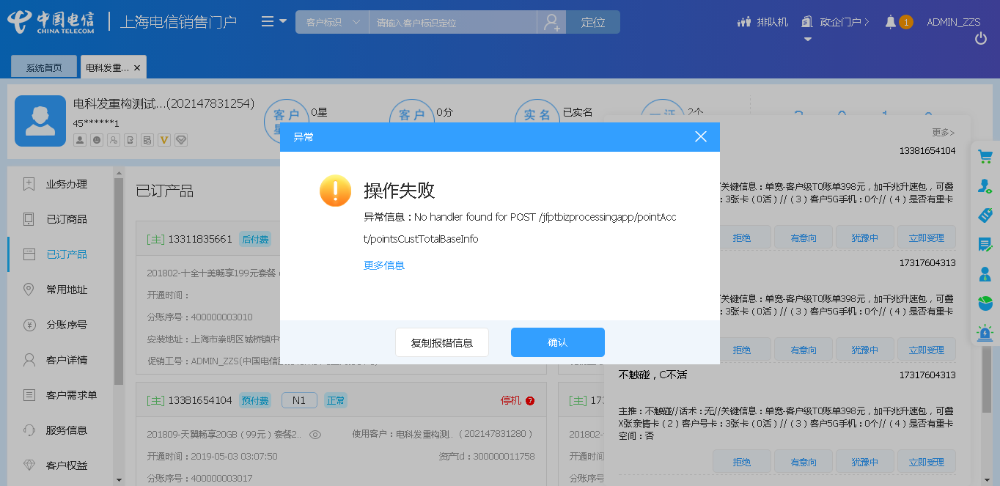 中国电信
CHINA TELECOM
上海电信销售门户
客户标识
请输入客户标识定位
定位
排队机
政企门户
1
ADMIN_ZZS
系统首页
电科发重...
电科发重构测试...(202147831254)
45******1
客户
0星
客户
0分
实名
已实名
一证
2个
更多>
13381654104
关键信息：单宽-客户级T0账单398元，加千兆升速包，可叠
：3张卡（0活）//（3）客户5G手机：0个//（4）是否有重卡
拒绝
有意向
犹豫中
立即受理
17317604313
关键信息：单宽-客户级T0账单398元，加千兆升速包，可叠
：3张卡（0活）//（3）客户5G手机：0个//（4）是否有重卡
拒绝
有意向
犹豫中
立即受理
不触碰，C不活
17317604313
主推：不触碰//话术：无//关键信息：单宽-客户级T0账单398元，加千兆升速包，可叠
X张亲情卡（2）客户号卡：3张卡（0活）//（3）客户5G手机：0个//（4）是否有重卡
空间：否
拒绝
有意向
犹豫中
立即受理
业务办理
已订商品
已订产品
常用地址
分账序号
客户详情
客户需求单
服务信息
客户权益
已订产品
[主] 13311835661
后付费
201802-十全十美畅享199元套餐
开通时间：
分账序号：400000003010
安装地址：上海市崇明区城桥镇中
促销工号：ADMIN_ZZS(中国电信
[主] 13381654104
预付费
N1
正常
停机
201809-天翼畅享20GB（99元）套餐2..
使用客户：电科发重构测..（202147831280）
开通时间：2019-05-03 03:07:50
资产Id：300000011758
分账序号：400000003017
[主] 173
201802-
开通时间
分账序号
异常
操作失败
异常信息：No handler found for POST /jfptbizprocessingapp/pointAcc
t/pointsCustTotalBaseInfo
更多信息
复制报错信息
确认